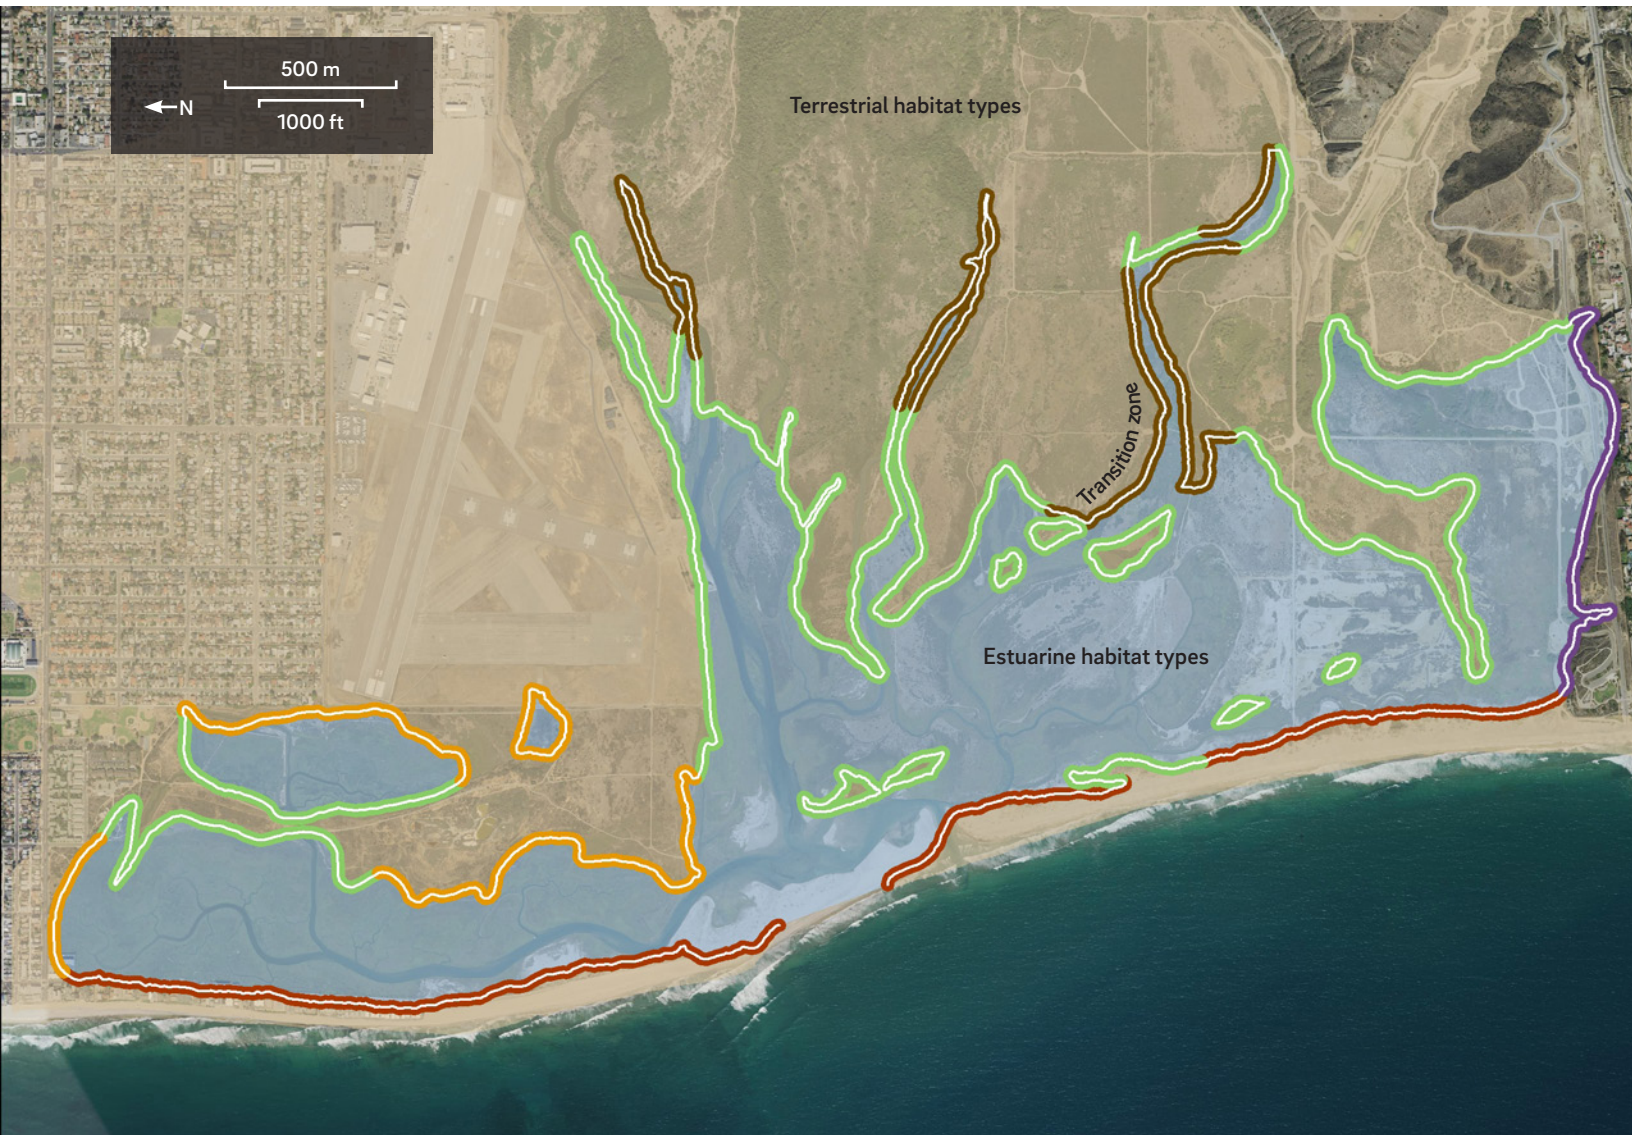 500 m
N
1000 ft
Terrestrial habitat types
Transition zone
Estuarine habitat types